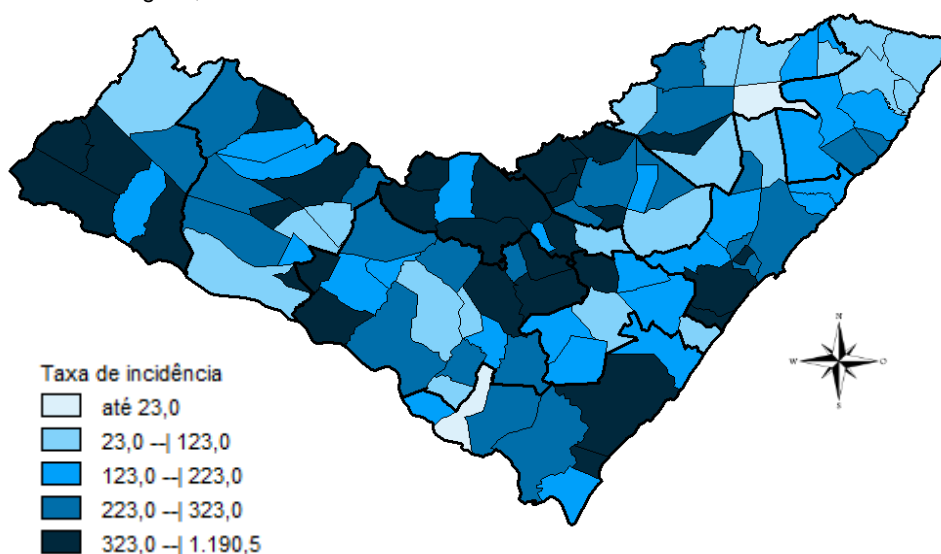 N
W
O
S
Taxa de incidência
até 23,0
23,0 --| 123,0
123,0 --| 223,0
223,0 --| 323,0
323,0 --| 1.190,5